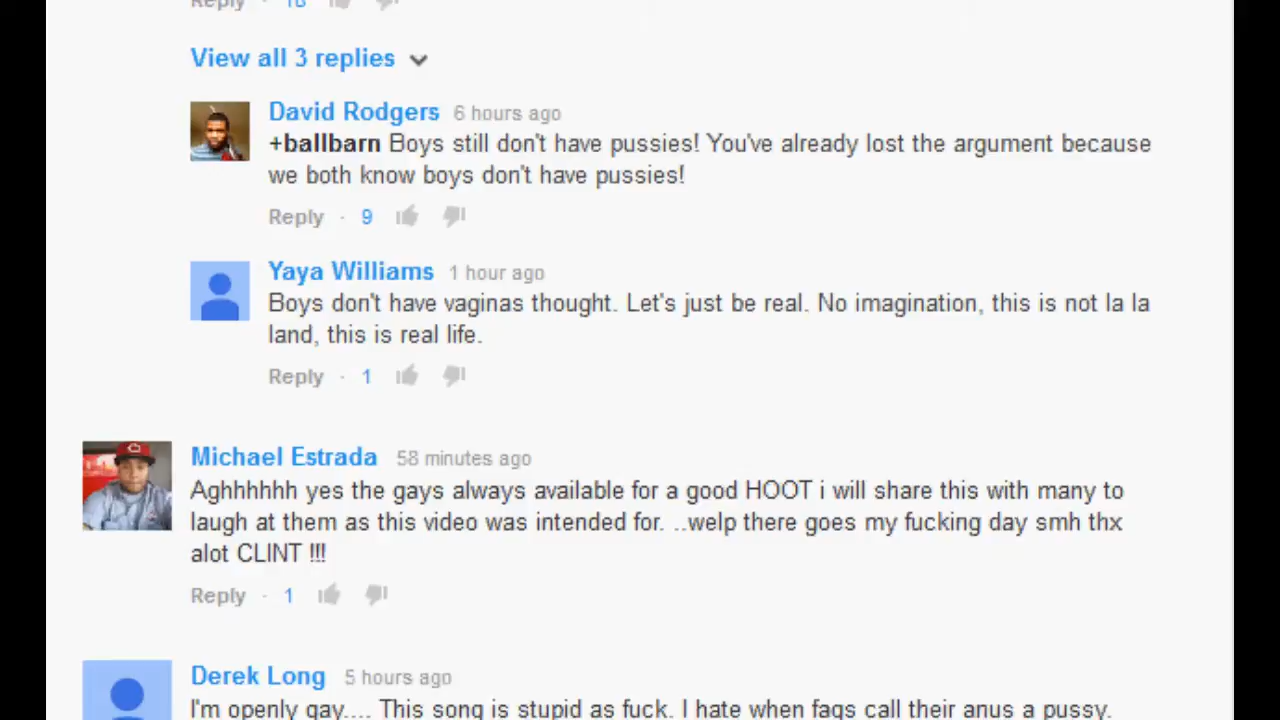 Reply · 18
View all 3 replies
David Rodgers 6 hours ago
+ballbarn Boys still don't have pussies! You've already lost the argument because
we both know boys don't have pussies!
Reply · 9
Yaya Williams 1 hour ago
Boys don't have vaginas thought. Let's just be real. No imagination, this is not la la
land, this is real life.
Reply · 1
Michael Estrada 58 minutes ago
Aghhhhhh yes the gays always available for a good HOOT i will share this with many to
laugh at them as this video was intended for. ..welp there goes my fucking day smh thx
alot CLINT !!!
Reply · 1
Derek Long 5 hours ago
I'm openly gay.... This song is stupid as fuck. I hate when fags call their anus a pussy.